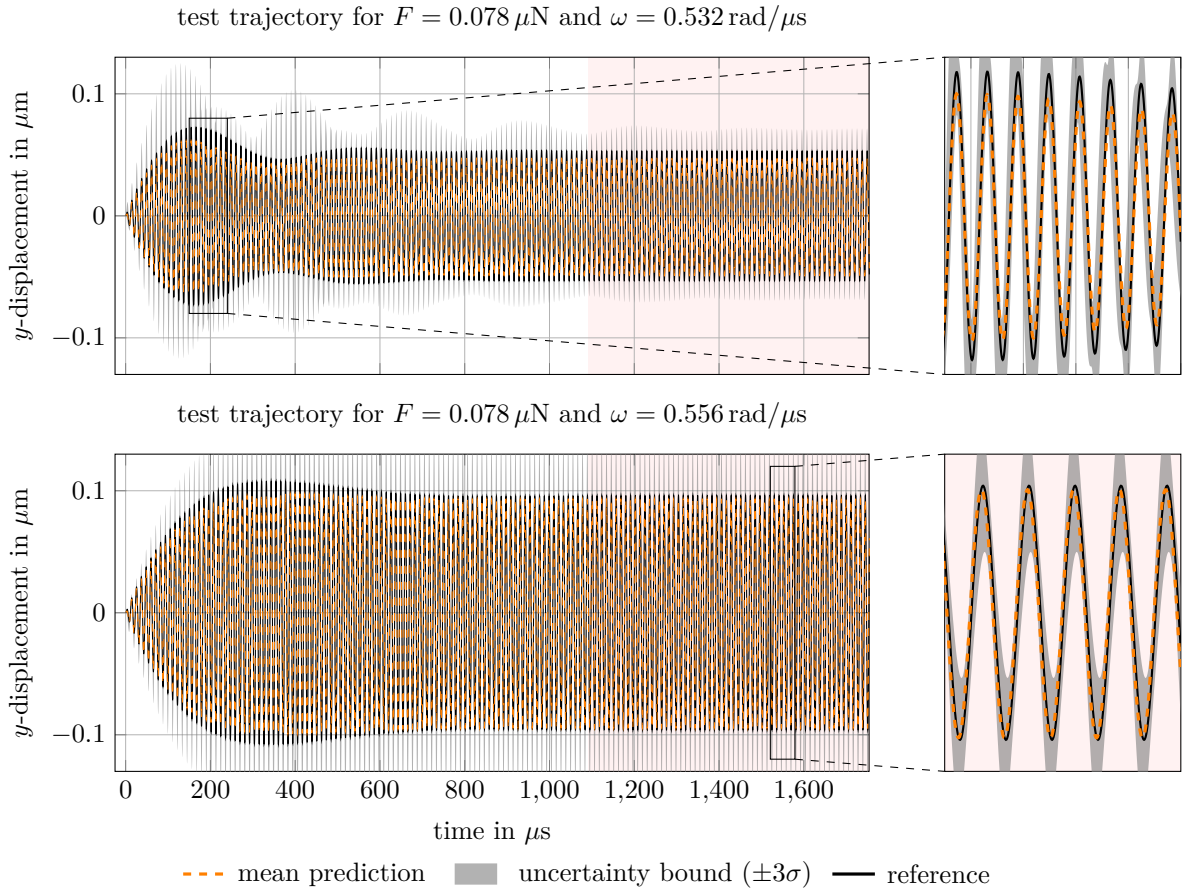 test trajectory for F = 0.078 μN and ω = 0.532 rad/μs
0.1
0
−0.1
y-displacement in μm
test trajectory for F = 0.078 μN and ω = 0.556 rad/μs
0.1
0
−0.1
y-displacement in μm
0 200 400 600 800 1,000 1,200 1,400 1,600
time in μs
mean prediction uncertainty bound (±3σ) reference